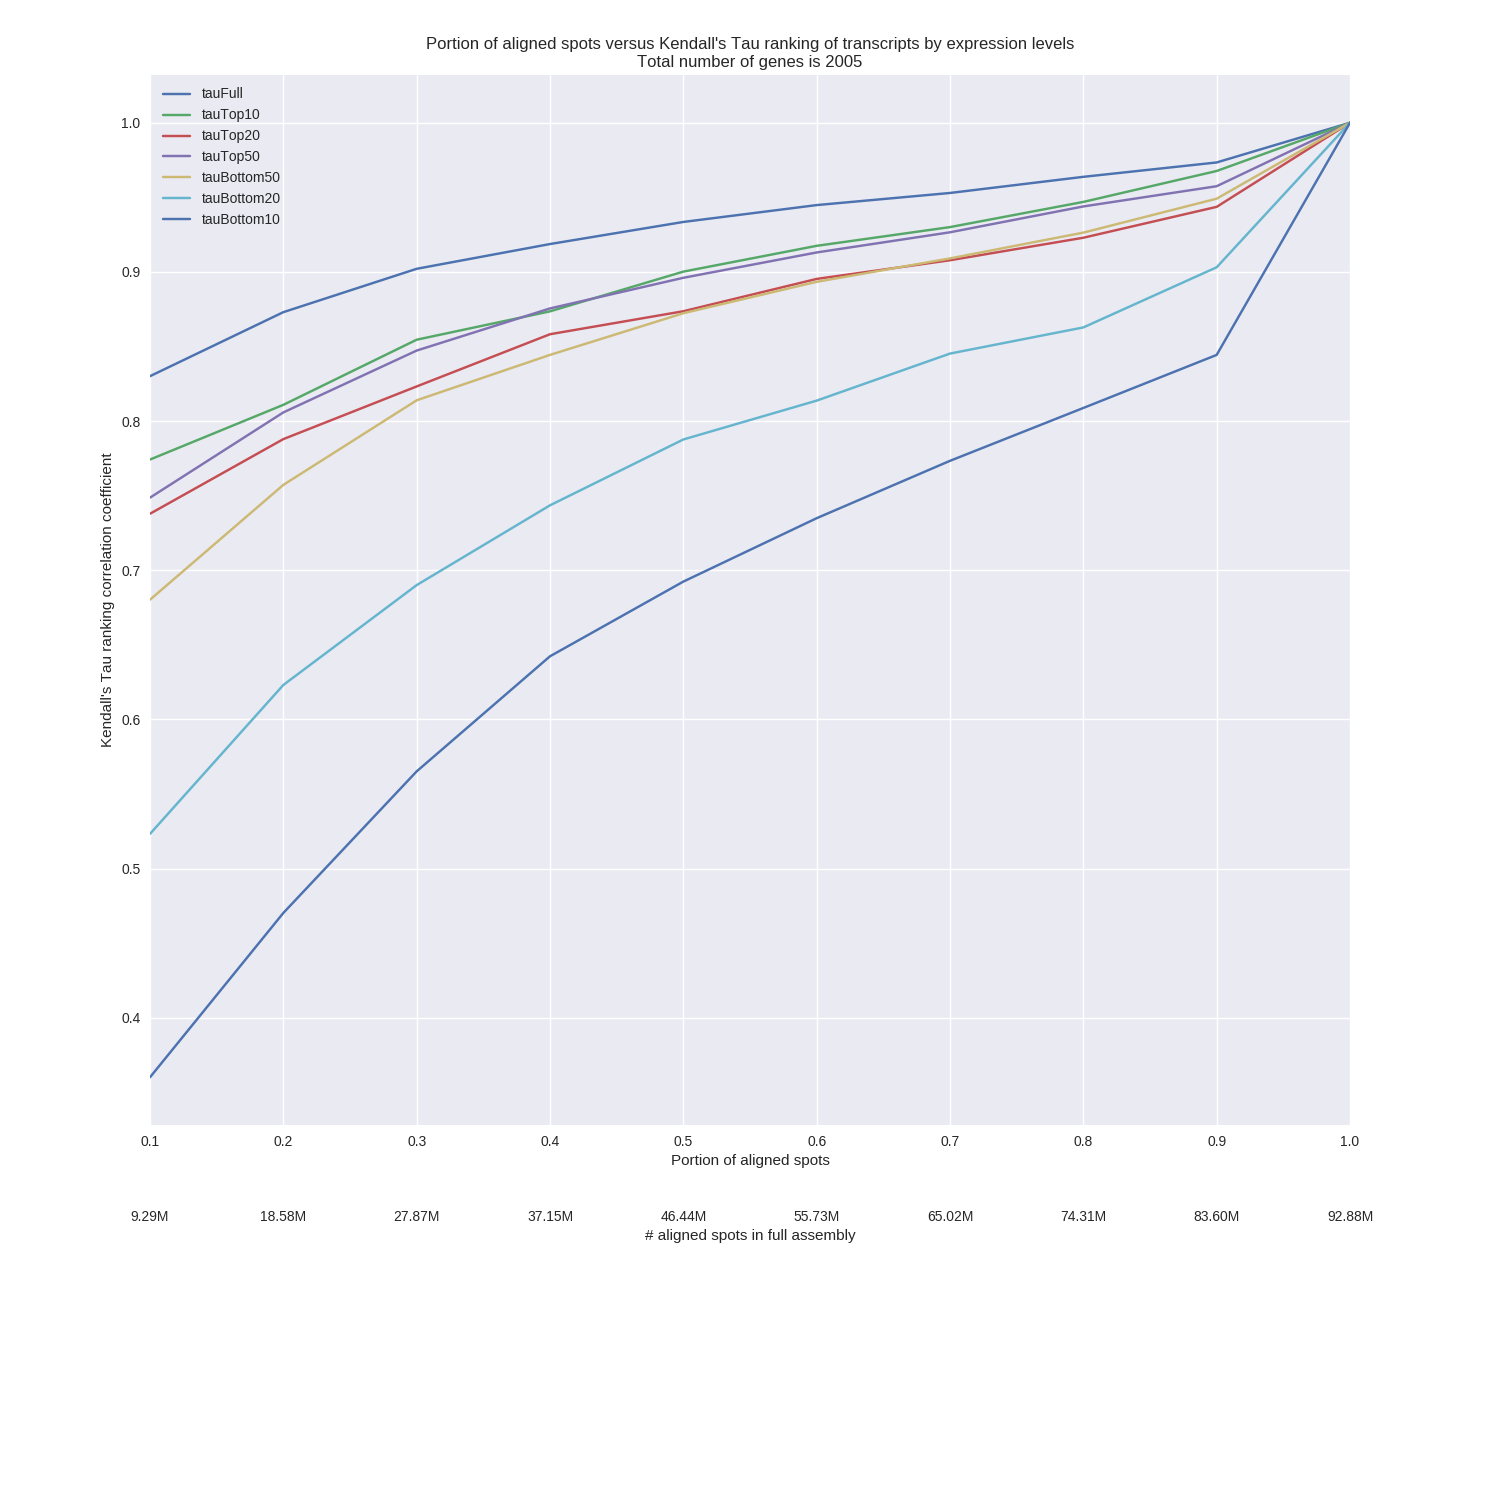 Portion of aligned spots versus Kendall's Tau ranking of transcripts by expression levels
Total number of genes is 2005
tauFull
tauTop10
tauTop20
tauTop50
tauBottom50
tauBottom20
tauBottom10
1.0
0.9
0.8
0.7
0.6
0.5
0.4
Kendall's Tau ranking correlation coefficient
0.1 0.2 0.3 0.4 0.5 0.6 0.7 0.8 0.9 1.0
Portion of aligned spots
9.29M 18.58M 27.87M 37.15M 46.44M 55.73M 65.02M 74.31M 83.60M 92.88M
# aligned spots in full assembly